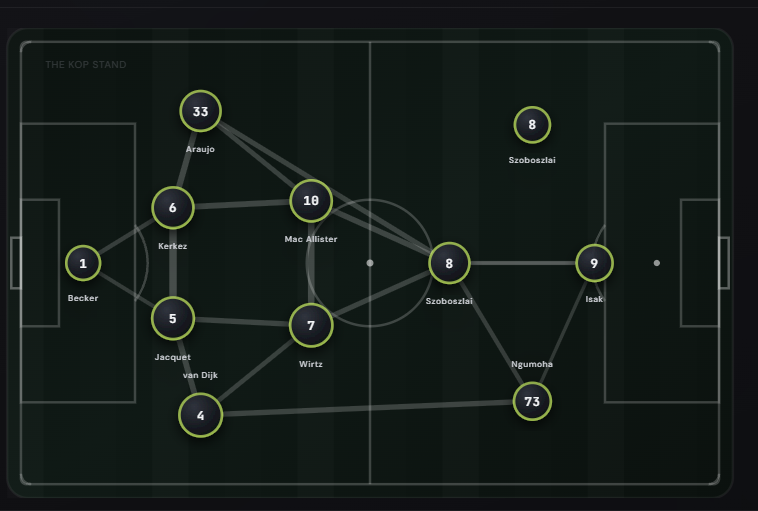 THE KOP STAND
33
Araujo
8
Szoboszlai
6
Kerkez
10
Mac Allister
1
Becker
8
Szoboszlai
9
Isak
5
Jacquet
7
Wirtz
van Dijk
4
Ngumoha
73